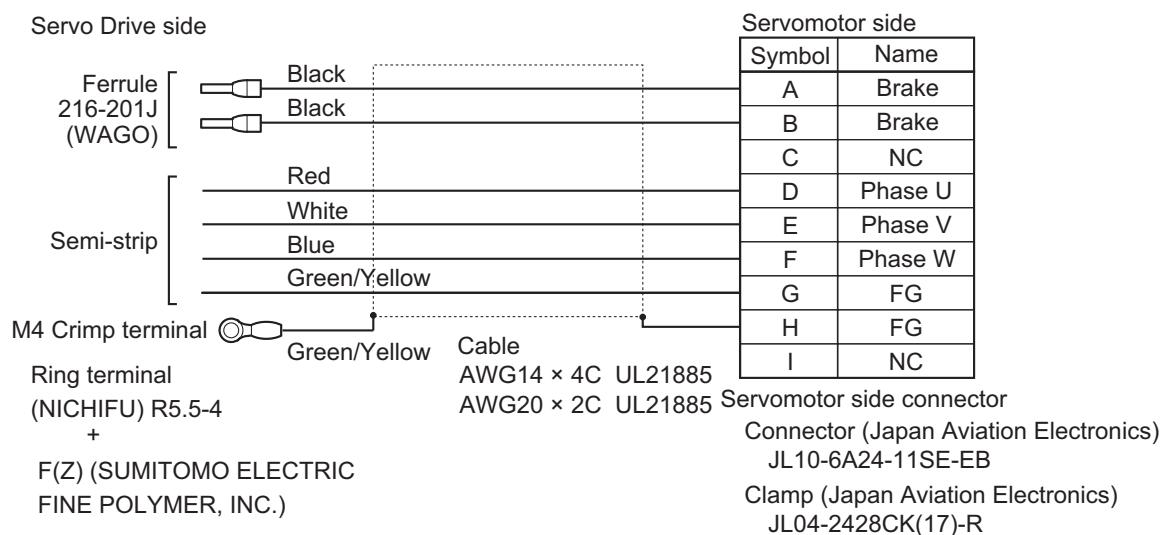 Servo Drive side
Servomotor side
Symbol Name
Ferrule
216-201J
(WAGO)
Black
A Brake
Black
B Brake
C NC
Semi-strip
Red
D Phase U
White
E Phase V
Blue
F Phase W
Green/Yellow
G FG
M4 Crimp terminal
Green/Yellow
H FG
I NC
Ring terminal
(NICHIFU) R5.5-4
+
F(Z) (SUMITOMO ELECTRIC
FINE POLYMER, INC.)
Cable
AWG14 × 4C UL21885
AWG20 × 2C UL21885
Servomotor side connector
Connector (Japan Aviation Electronics)
JL10-6A24-11SE-EB
Clamp (Japan Aviation Electronics)
JL04-2428CK(17)-R